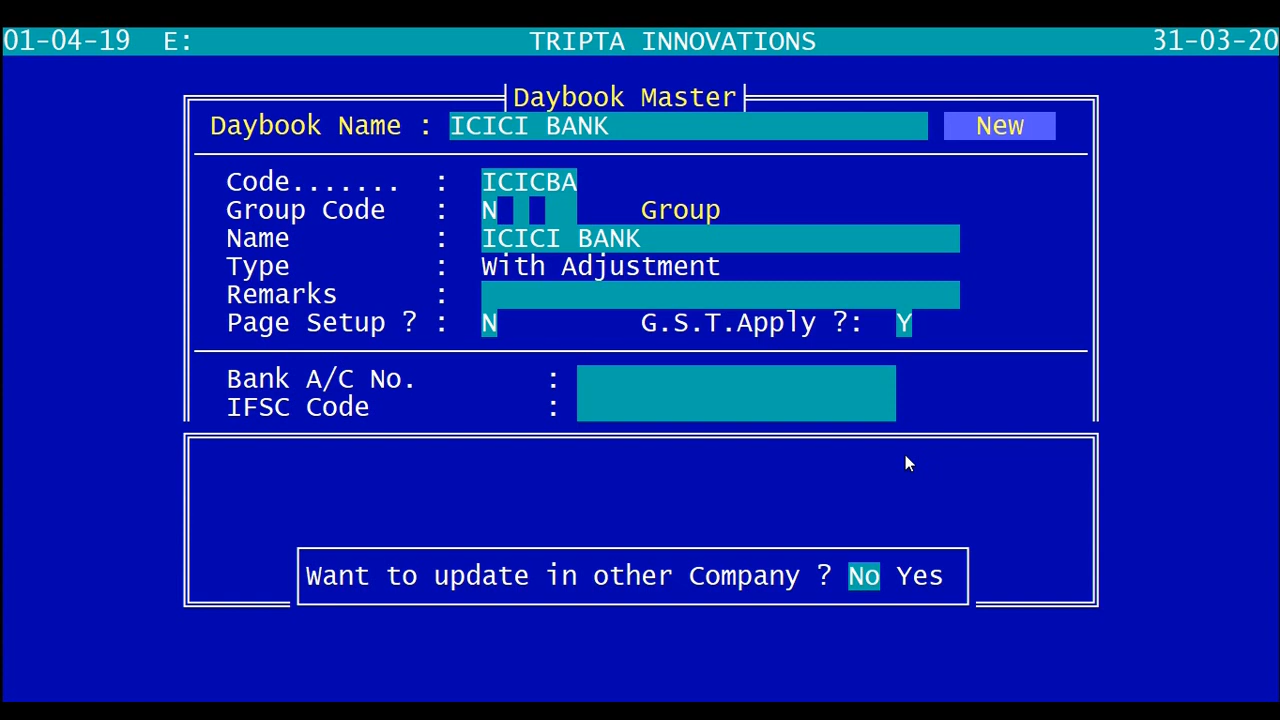 01-04-19 E: TRIPTA INNOVATIONS 31-03-20
Daybook Master
Daybook Name : ICICI BANK New
Code....... : ICICBA
Group Code : N Group
Name : ICICI BANK
Type : With Adjustment
Remarks :
Page Setup ? : N G.S.T.Apply ?: Y
Bank A/C No. :
IFSC Code :
Want to update in other Company ? No Yes